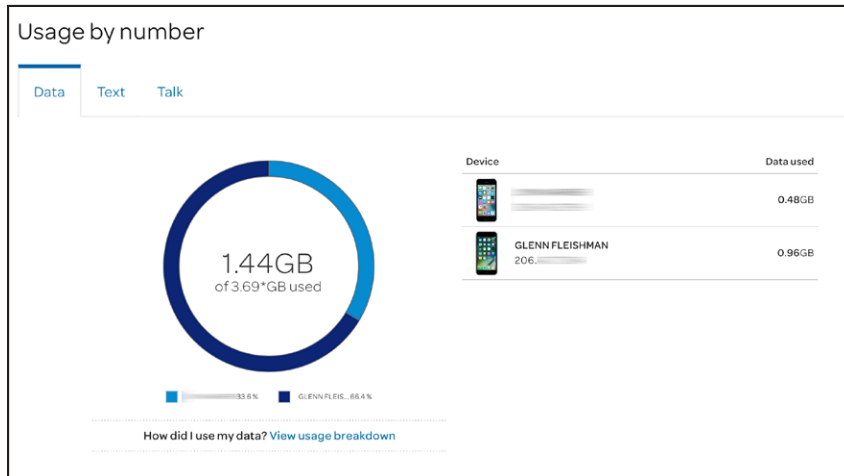 Usage by number
Data Text Talk
Device Data used
0.48GB
GLENN FLEISHMAN 0.96GB
206.
1.44GB
of 3.69*GB used
33.6% GLENN FLEIS... 66.4%
How did I use my data? View usage breakdown